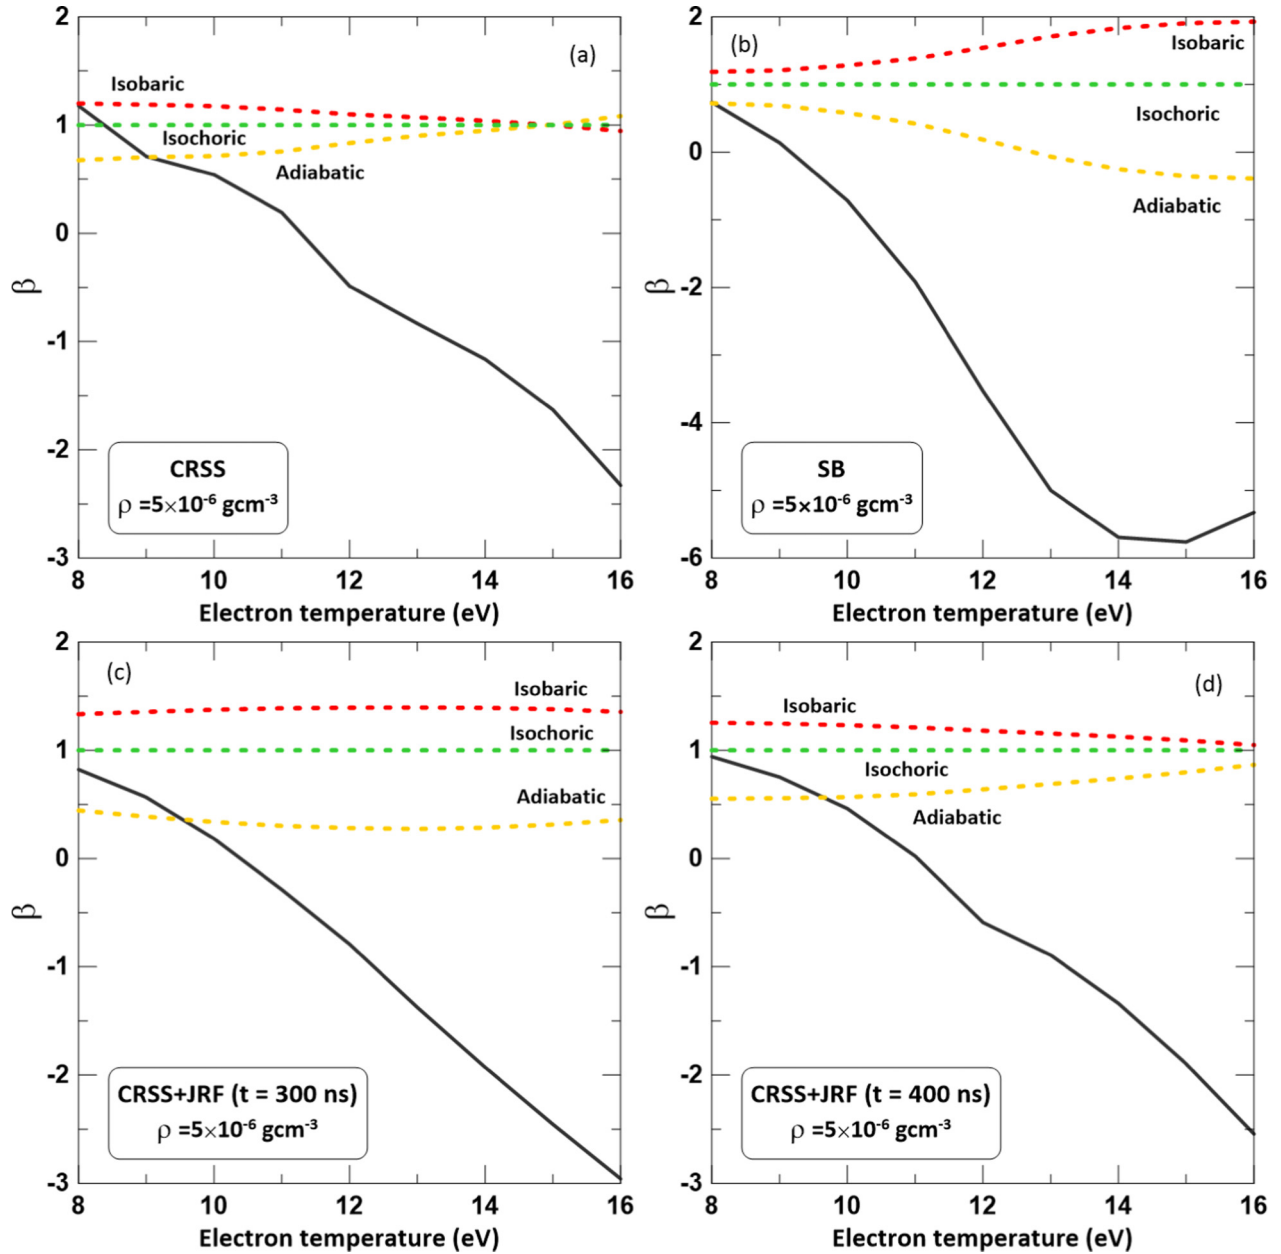 2
1
0
-1
-2
-3
β
(a)
Isobaric
Isochoric
Adiabatic
CRSS
ρ =5×10⁻⁶ gcm⁻³
8 10 12 14 16
Electron temperature (eV)
2
0
-2
-4
-6
β
(b)
Isobaric
Isochoric
Adiabatic
SB
ρ =5×10⁻⁶ gcm⁻³
8 10 12 14 16
Electron temperature (eV)
2
1
0
-1
-2
-3
β
(c)
Isobaric
Isochoric
Adiabatic
CRSS+JRF (t = 300 ns)
ρ =5×10⁻⁶ gcm⁻³
8 10 12 14 16
Electron temperature (eV)
2
1
0
-1
-2
-3
β
(d)
Isobaric
Isochoric
Adiabatic
CRSS+JRF (t = 400 ns)
ρ =5×10⁻⁶ gcm⁻³
8 10 12 14 16
Electron temperature (eV)